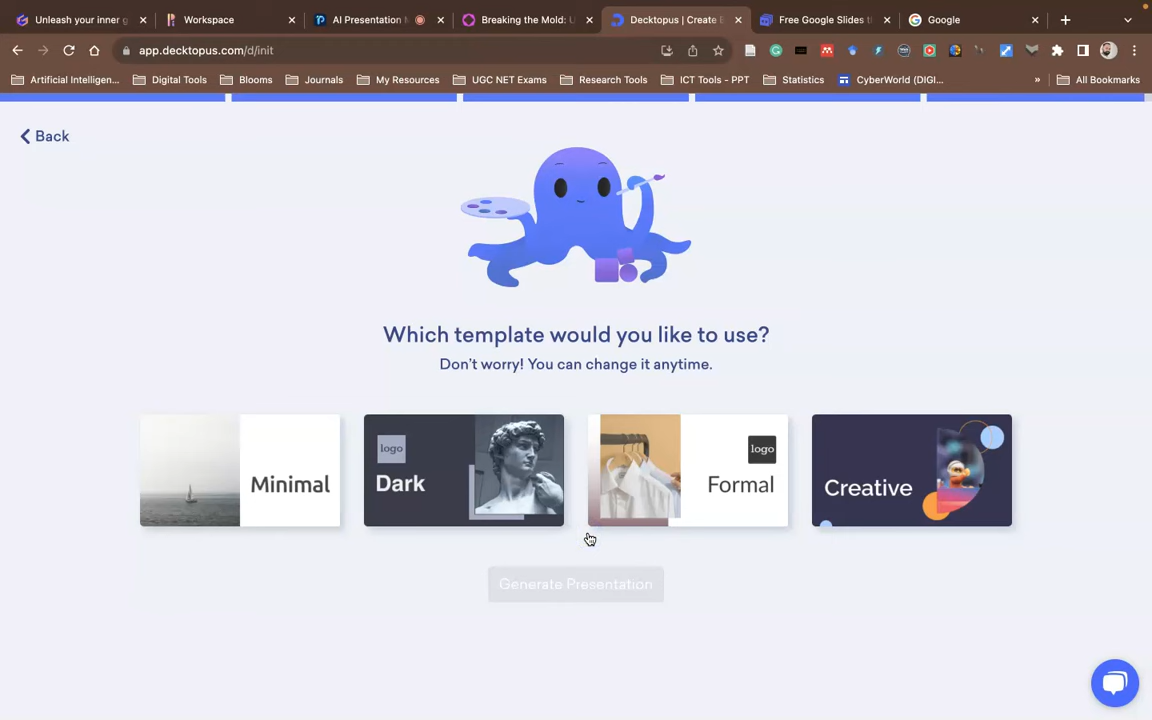 Unleash your inner g
Workspace
AI Presentation M
Breaking the Mold: U
Decktopus | Create B
Free Google Slides t
Google
app.decktopus.com/d/init
Artificial Intelligen...
Digital Tools
Blooms
Journals
My Resources
UGC NET Exams
Research Tools
ICT Tools - PPT
Statistics
CyberWorld (DIGI...
»
All Bookmarks
Back
Which template would you like to use?
Don't worry! You can change it anytime.
Minimal
logo
Dark
logo
Formal
Creative
Generate Presentation